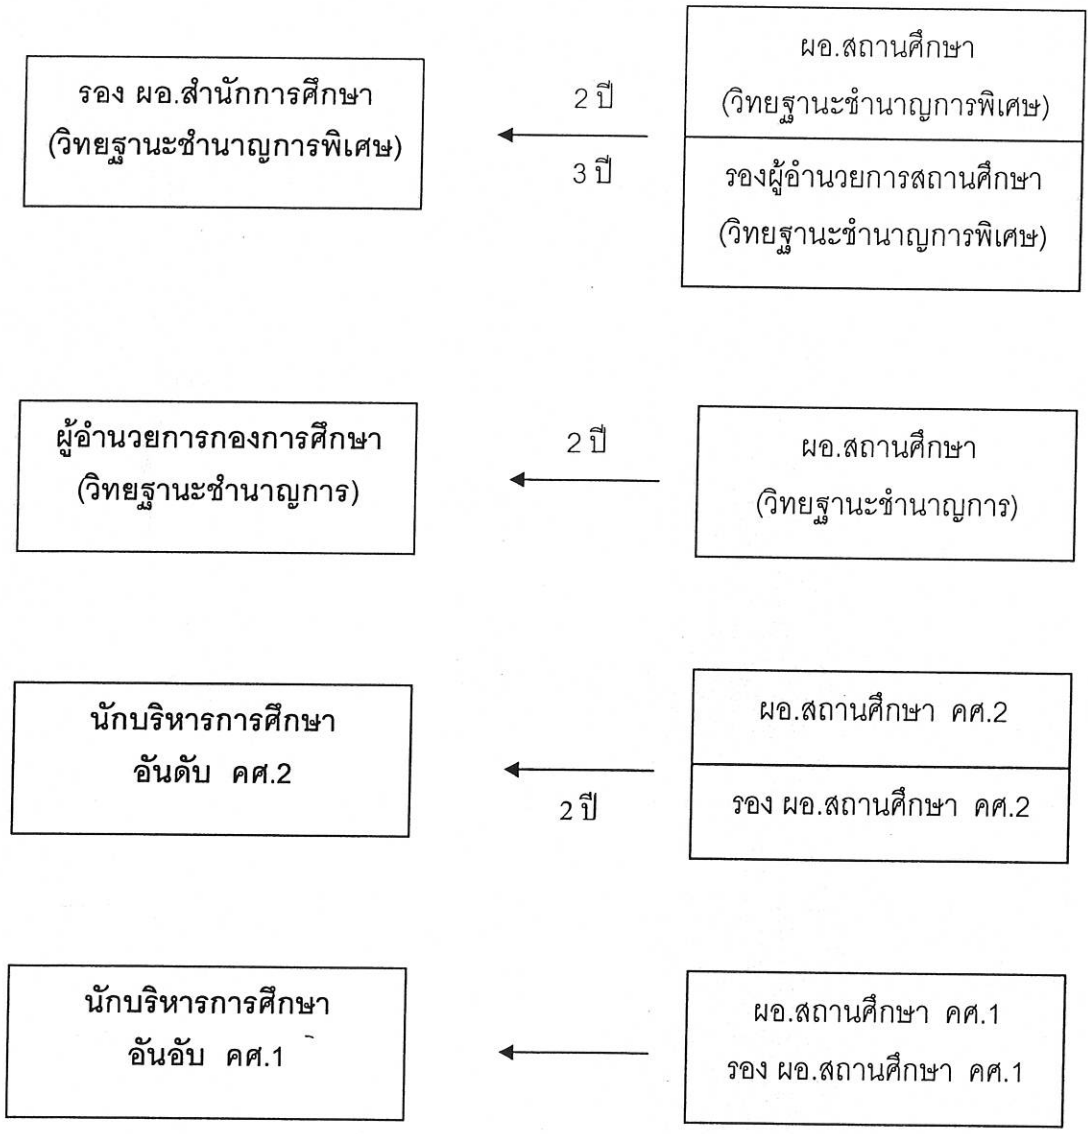 รอง ผอ.สำนักการศึกษา
(วิทยฐานะชำนาญการพิเศษ)
2 ปี
3 ปี
ผอ.สถานศึกษา
(วิทยฐานะชำนาญการพิเศษ)
รองผู้อำนวยการสถานศึกษา
(วิทยฐานะชำนาญการพิเศษ)
ผู้อำนวยการกองการศึกษา
(วิทยฐานะชำนาญการ)
2 ปี
ผอ.สถานศึกษา
(วิทยฐานะชำนาญการ)
นักบริหารการศึกษา
อันดับ คศ.2
2 ปี
ผอ.สถานศึกษา คศ.2
รอง ผอ.สถานศึกษา คศ.2
นักบริหารการศึกษา
อันอับ คศ.1
ผอ.สถานศึกษา คศ.1
รอง ผอ.สถานศึกษา คศ.1